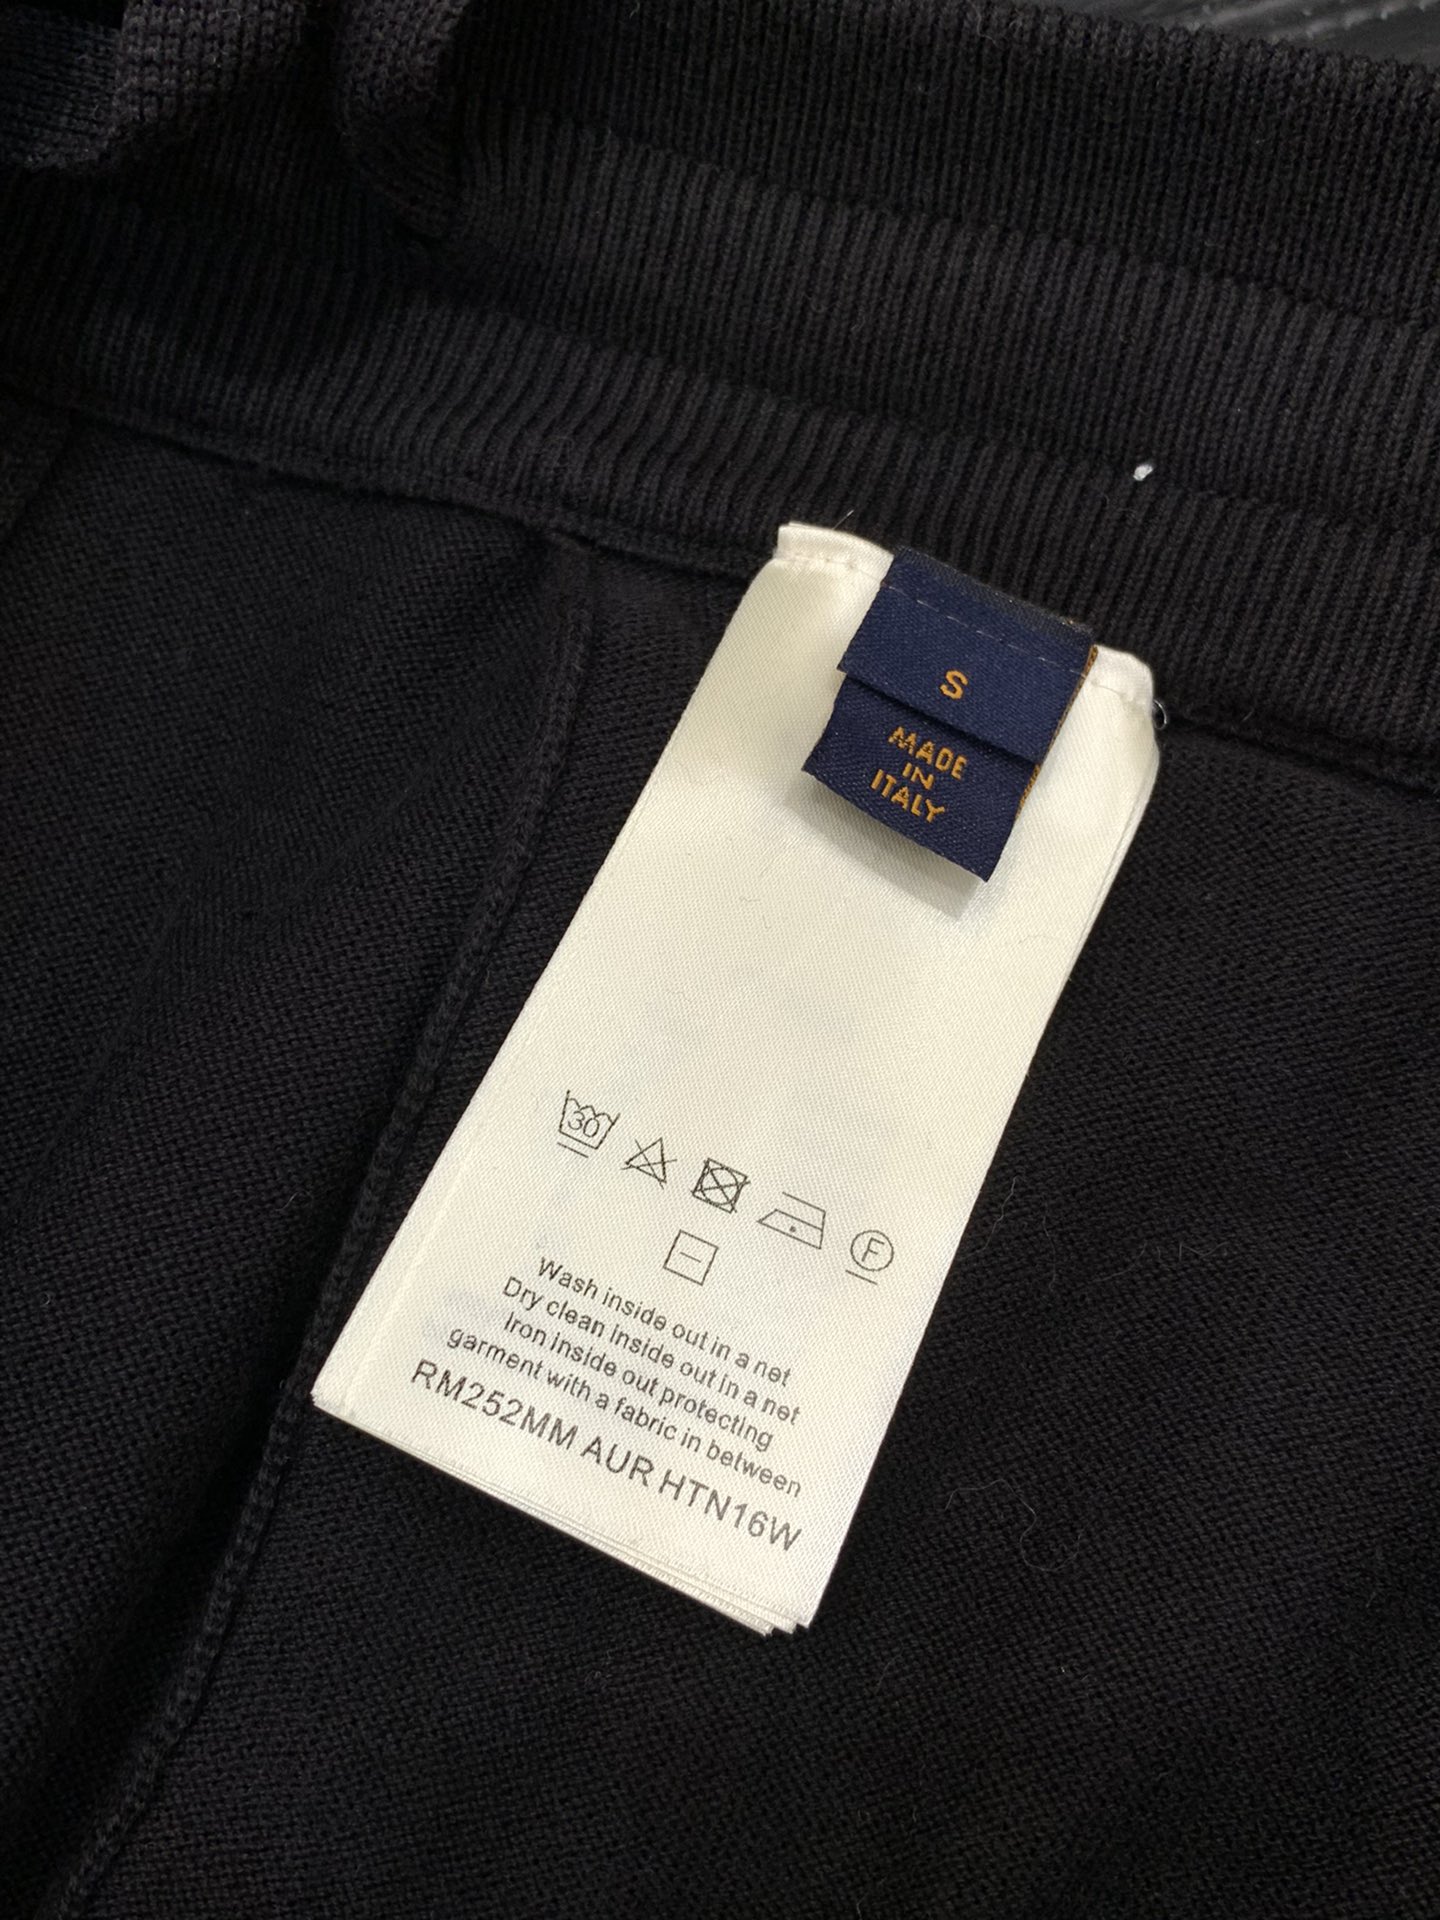 S
MADE
IN
ITALY
30
F
Wash inside out in a net
Dry clean Inside out in a net
Iron inside out protecting
garment with a fabric in between
RM252MM AUR HTN16W